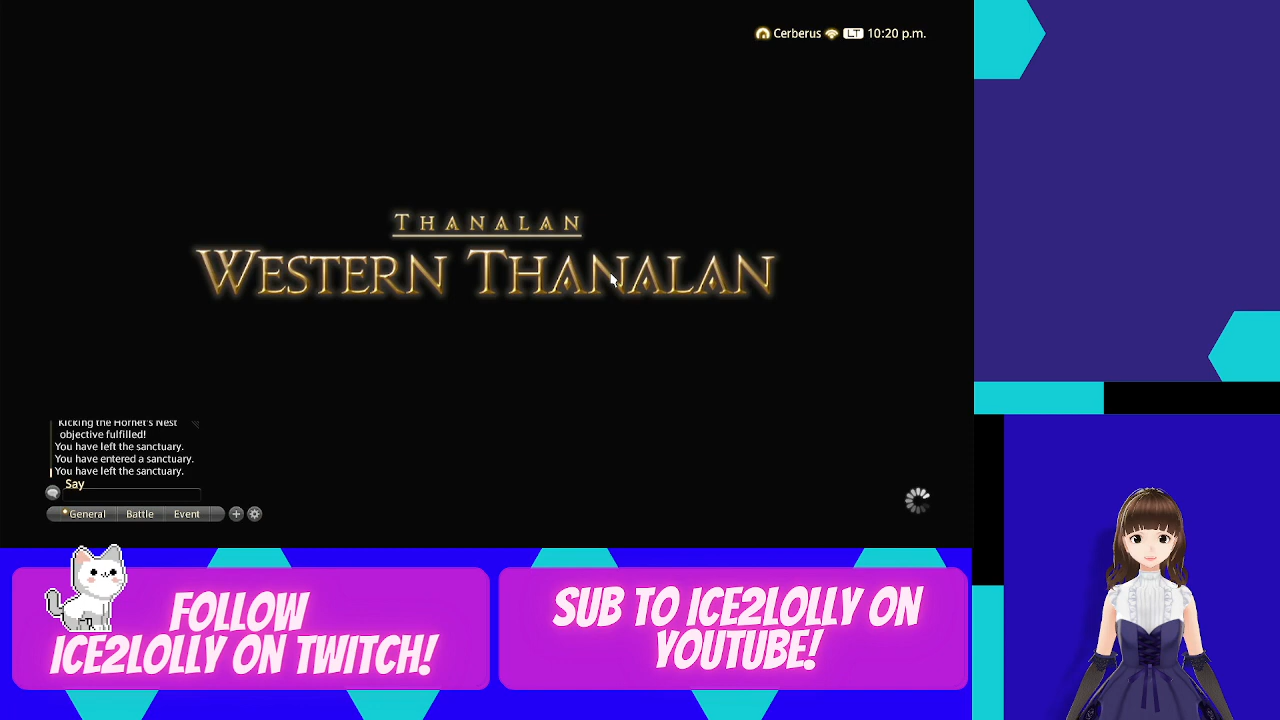 Cerberus LT 10:20 p.m.
THANALAN
WESTERN THANALAN
Kicking the Hornet's Nest
objective fulfilled!
You have left the sanctuary.
You have entered a sanctuary.
You have left the sanctuary.
Say
General Battle Event
FOLLOW
ICE2LOLLY ON TWITCH!
SUB TO ICE2LOLLY ON
YOUTUBE!